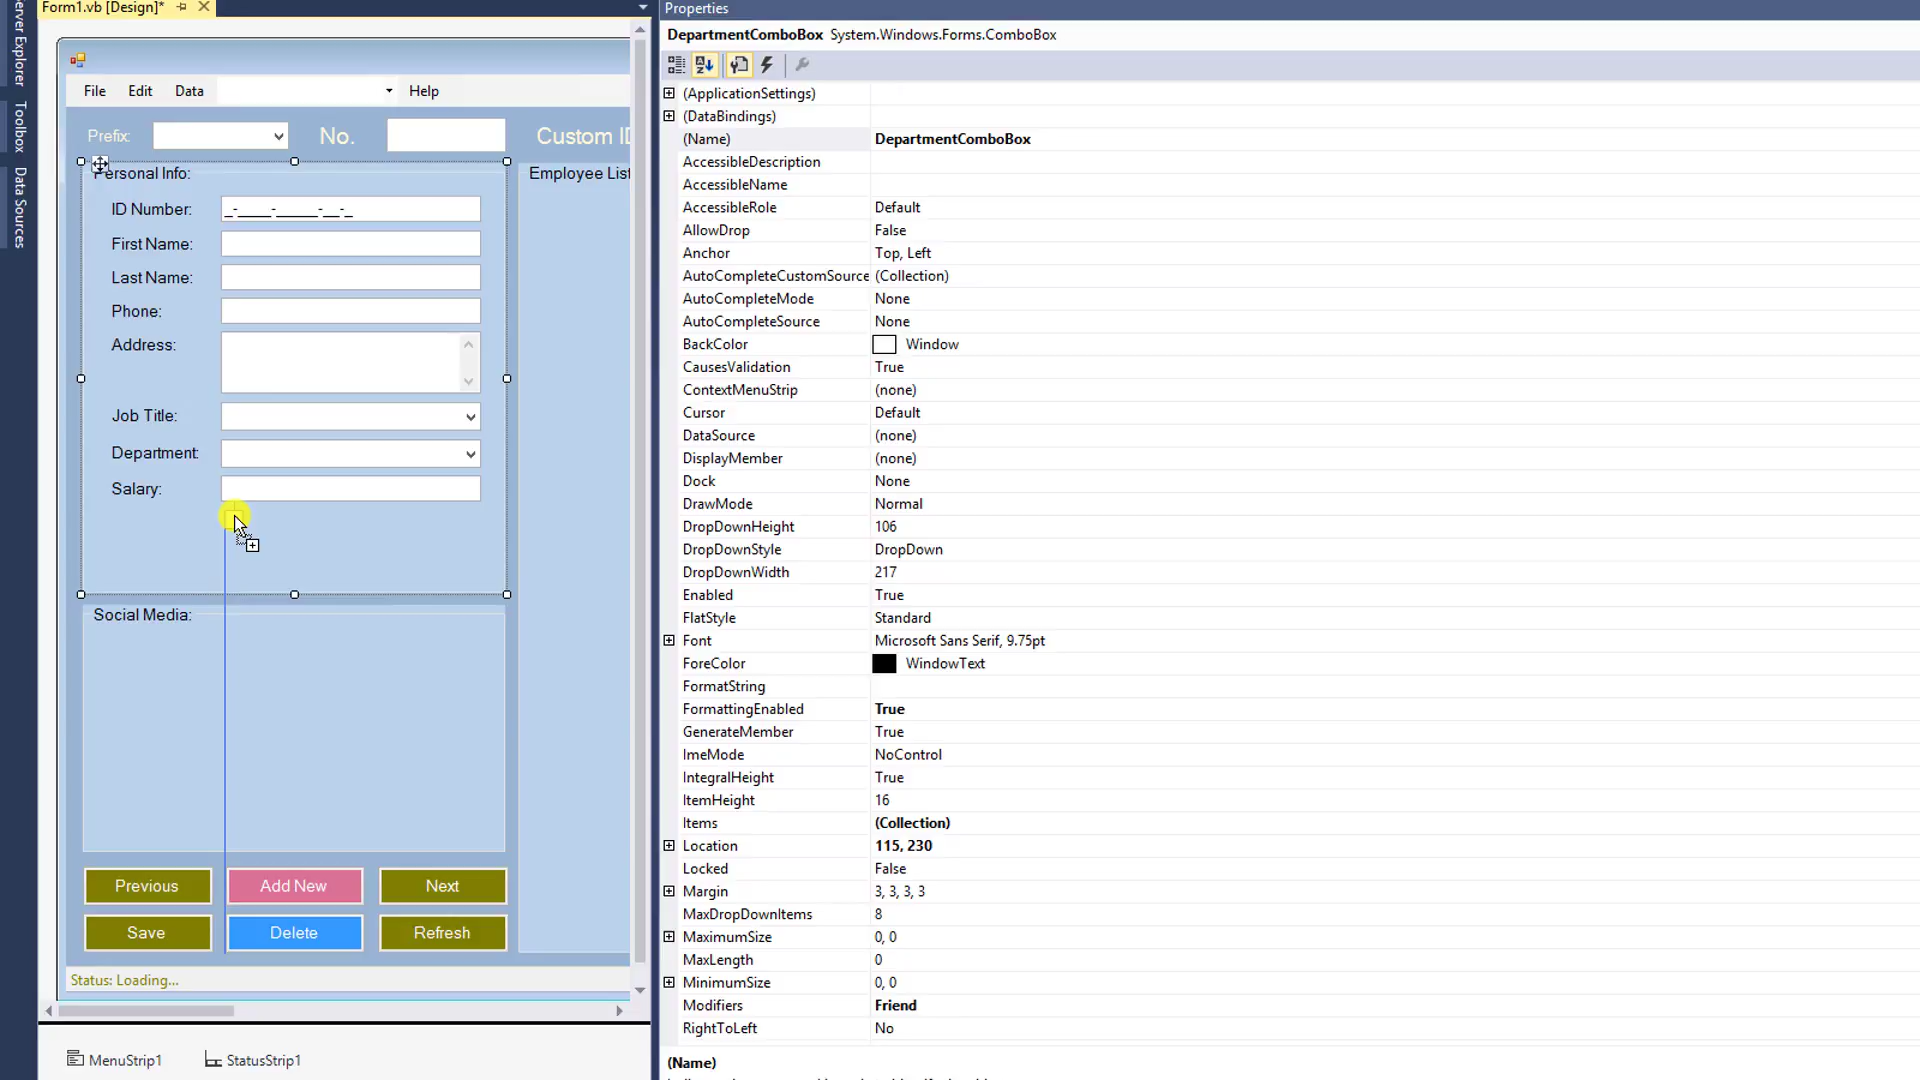 Form1.vb [Design]*
Server Explorer
Toolbox
Data Sources
File Edit Data Help
Prefix: No. Custom ID
Personal Info:
Employee List
ID Number: _-____-_____-__-_
First Name:
Last Name:
Phone:
Address:
Job Title:
Department:
Salary:
Social Media:
Previous Add New Next
Save Delete Refresh
Status: Loading...
MenuStrip1 StatusStrip1
Properties
DepartmentComboBox System.Windows.Forms.ComboBox
(ApplicationSettings)
(DataBindings)
(Name) DepartmentComboBox
AccessibleDescription
AccessibleName
AccessibleRole Default
AllowDrop False
Anchor Top, Left
AutoCompleteCustomSource (Collection)
AutoCompleteMode None
AutoCompleteSource None
BackColor Window
CausesValidation True
ContextMenuStrip (none)
Cursor Default
DataSource (none)
DisplayMember (none)
Dock None
DrawMode Normal
DropDownHeight 106
DropDownStyle DropDown
DropDownWidth 217
Enabled True
FlatStyle Standard
Font Microsoft Sans Serif, 9.75pt
ForeColor WindowText
FormatString
FormattingEnabled True
GenerateMember True
ImeMode NoControl
IntegralHeight True
ItemHeight 16
Items (Collection)
Location 115, 230
Locked False
Margin 3, 3, 3, 3
MaxDropDownItems 8
MaximumSize 0, 0
MaxLength 0
MinimumSize 0, 0
Modifiers Friend
RightToLeft No
(Name)